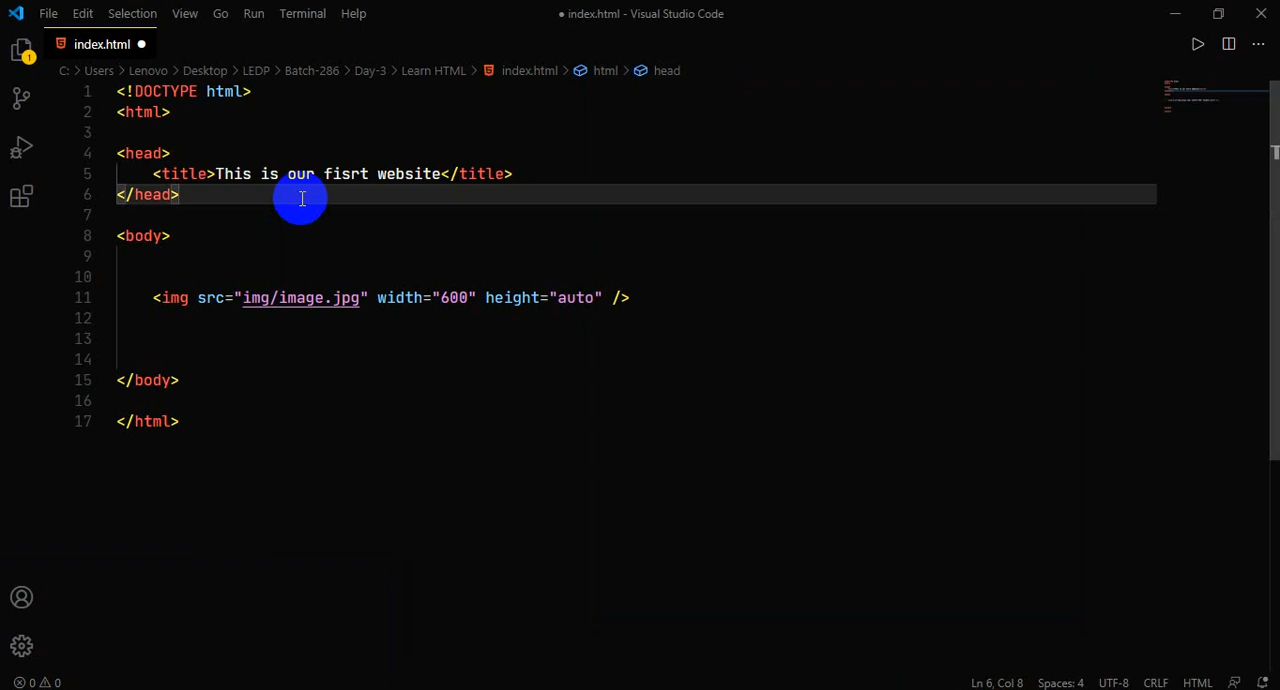 File Edit Selection View Go Run Terminal Help ● index.html - Visual Studio Code
index.html ●
1
C: > Users > Lenovo > Desktop > LEDP > Batch-286 > Day-3 > Learn HTML > index.html > html > head
1 <!DOCTYPE html>
2 <html>
3
4 <head>
5 <title>This is our fisrt website</title>
6 </head>
7
8 <body>
9
10
11 <img src="img/image.jpg" width="600" height="auto" />
12
13
14
15 </body>
16
17 </html>
0 0 Ln 6, Col 8 Spaces: 4 UTF-8 CRLF HTML